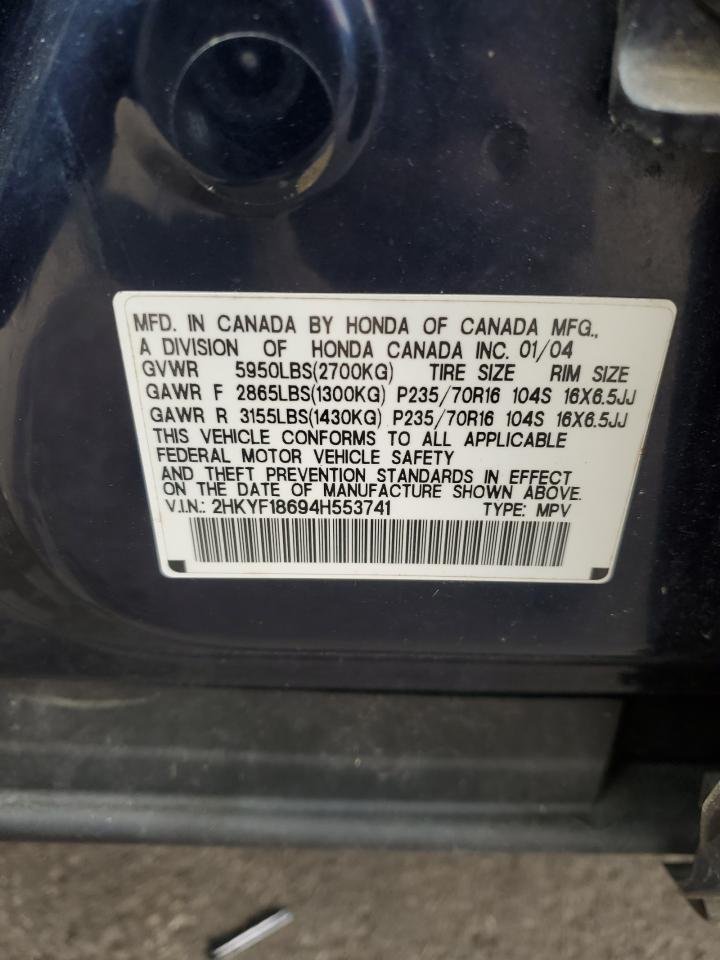 MFD. IN CANADA BY HONDA OF CANADA MFG.,
A DIVISION OF HONDA CANADA INC. 01/04
GVWR 5950LBS(2700KG) TIRE SIZE RIM SIZE
GAWR F 2865LBS(1300KG) P235/70R16 104S 16X6.5JJ
GAWR R 3155LBS(1430KG) P235/70R16 104S 16X6.5JJ
THIS VEHICLE CONFORMS TO ALL APPLICABLE
FEDERAL MOTOR VEHICLE SAFETY
AND THEFT PREVENTION STANDARDS IN EFFECT
ON THE DATE OF MANUFACTURE SHOWN ABOVE.
V.I.N.: 2HKYF18694H553741 TYPE: MPV